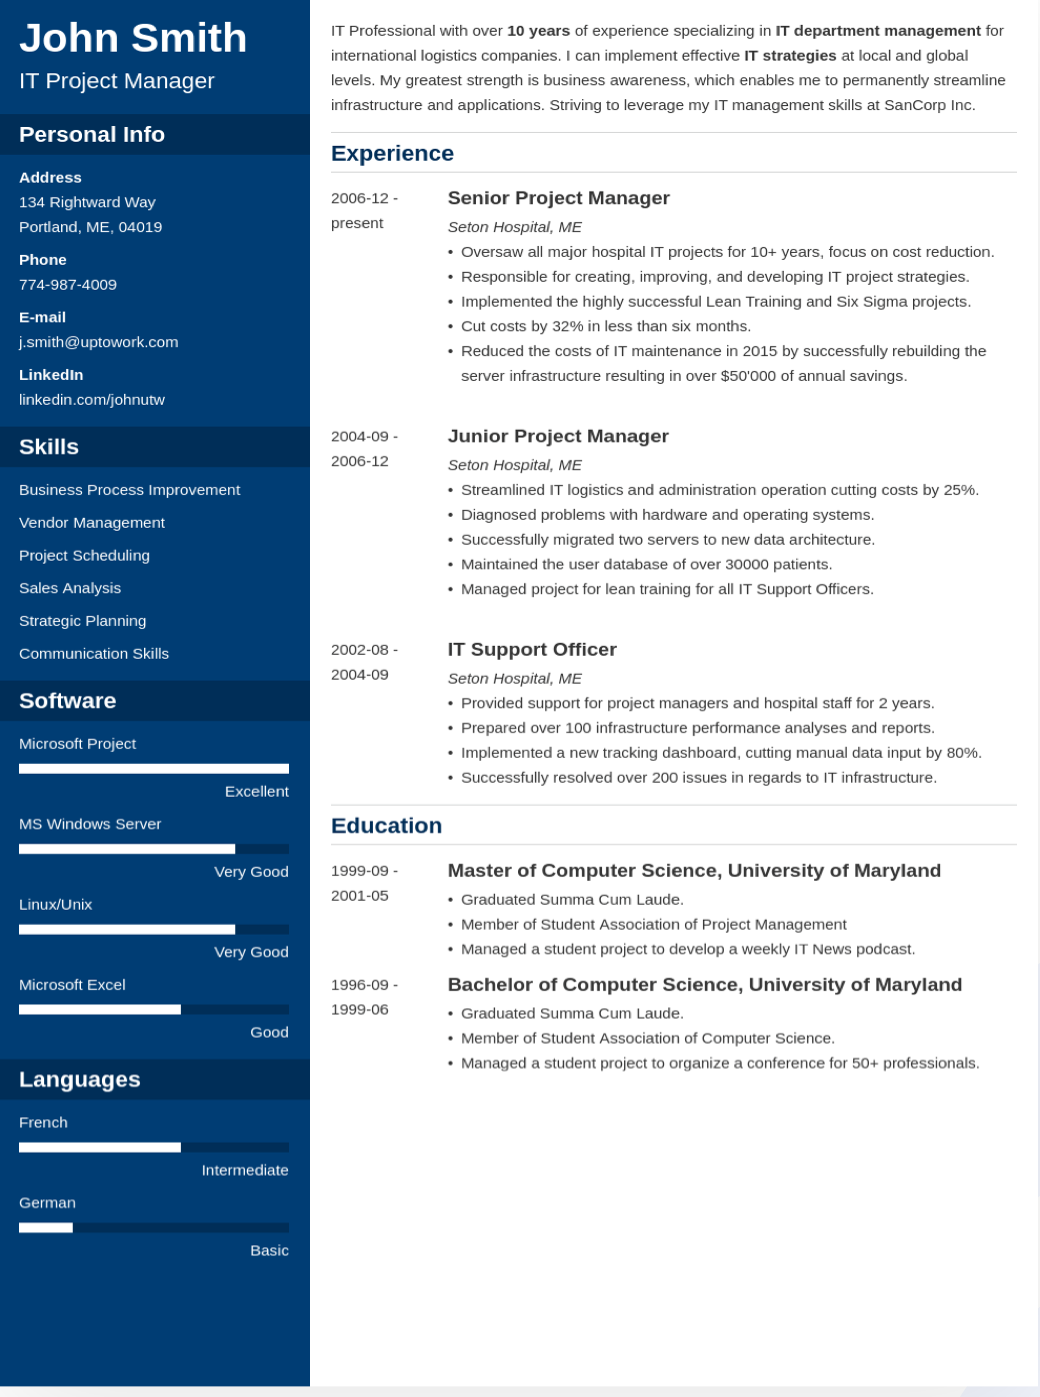 John Smith
IT Project Manager
Personal Info
Address
134 Rightward Way
Portland, ME, 04019
Phone
774-987-4009
E-mail
j.smith@uptowork.com
LinkedIn
linkedin.com/johnutw
Skills
Business Process Improvement
Vendor Management
Project Scheduling
Sales Analysis
Strategic Planning
Communication Skills
Software
Microsoft Project
Excellent
MS Windows Server
Very Good
Linux/Unix
Very Good
Microsoft Excel
Good
Languages
French
Intermediate
German
Basic
IT Professional with over 10 years of experience specializing in IT department management for
international logistics companies. I can implement effective IT strategies at local and global
levels. My greatest strength is business awareness, which enables me to permanently streamline
infrastructure and applications. Striving to leverage my IT management skills at SanCorp Inc.
Experience
2006-12 -
present
Senior Project Manager
Seton Hospital, ME
• Oversaw all major hospital IT projects for 10+ years, focus on cost reduction.
• Responsible for creating, improving, and developing IT project strategies.
• Implemented the highly successful Lean Training and Six Sigma projects.
• Cut costs by 32% in less than six months.
• Reduced the costs of IT maintenance in 2015 by successfully rebuilding the
server infrastructure resulting in over $50'000 of annual savings.
2004-09 -
2006-12
Junior Project Manager
Seton Hospital, ME
• Streamlined IT logistics and administration operation cutting costs by 25%.
• Diagnosed problems with hardware and operating systems.
• Successfully migrated two servers to new data architecture.
• Maintained the user database of over 30000 patients.
• Managed project for lean training for all IT Support Officers.
2002-08 -
2004-09
IT Support Officer
Seton Hospital, ME
• Provided support for project managers and hospital staff for 2 years.
• Prepared over 100 infrastructure performance analyses and reports.
• Implemented a new tracking dashboard, cutting manual data input by 80%.
• Successfully resolved over 200 issues in regards to IT infrastructure.
Education
1999-09 -
2001-05
Master of Computer Science, University of Maryland
• Graduated Summa Cum Laude.
• Member of Student Association of Project Management
• Managed a student project to develop a weekly IT News podcast.
1996-09 -
1999-06
Bachelor of Computer Science, University of Maryland
• Graduated Summa Cum Laude.
• Member of Student Association of Computer Science.
• Managed a student project to organize a conference for 50+ professionals.